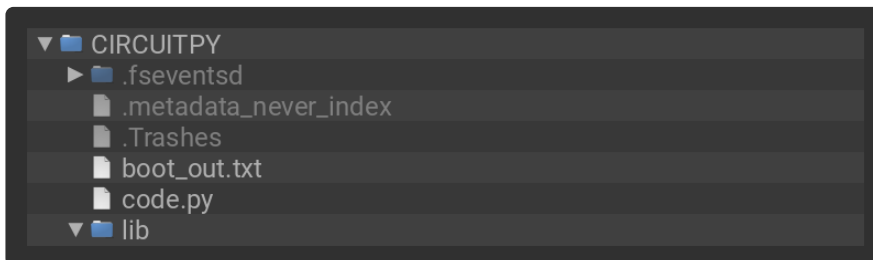 CIRCUITPY
.fseventsd
.metadata_never_index
.Trashes
boot_out.txt
code.py
lib